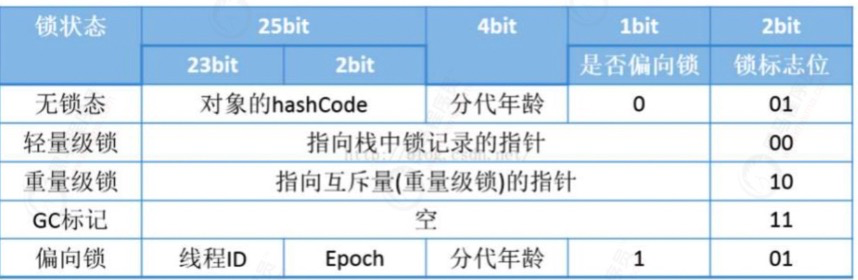 锁状态 25bit 4bit 1bit 2bit
23bit 2bit 是否偏向锁 锁标志位
无锁态 对象的hashCode 分代年龄 0 01
轻量级锁 指向栈中锁记录的指针 00
重量级锁 指向互斥量(重量级锁)的指针 10
GC标记 空 11
偏向锁 线程ID Epoch 分代年龄 1 01